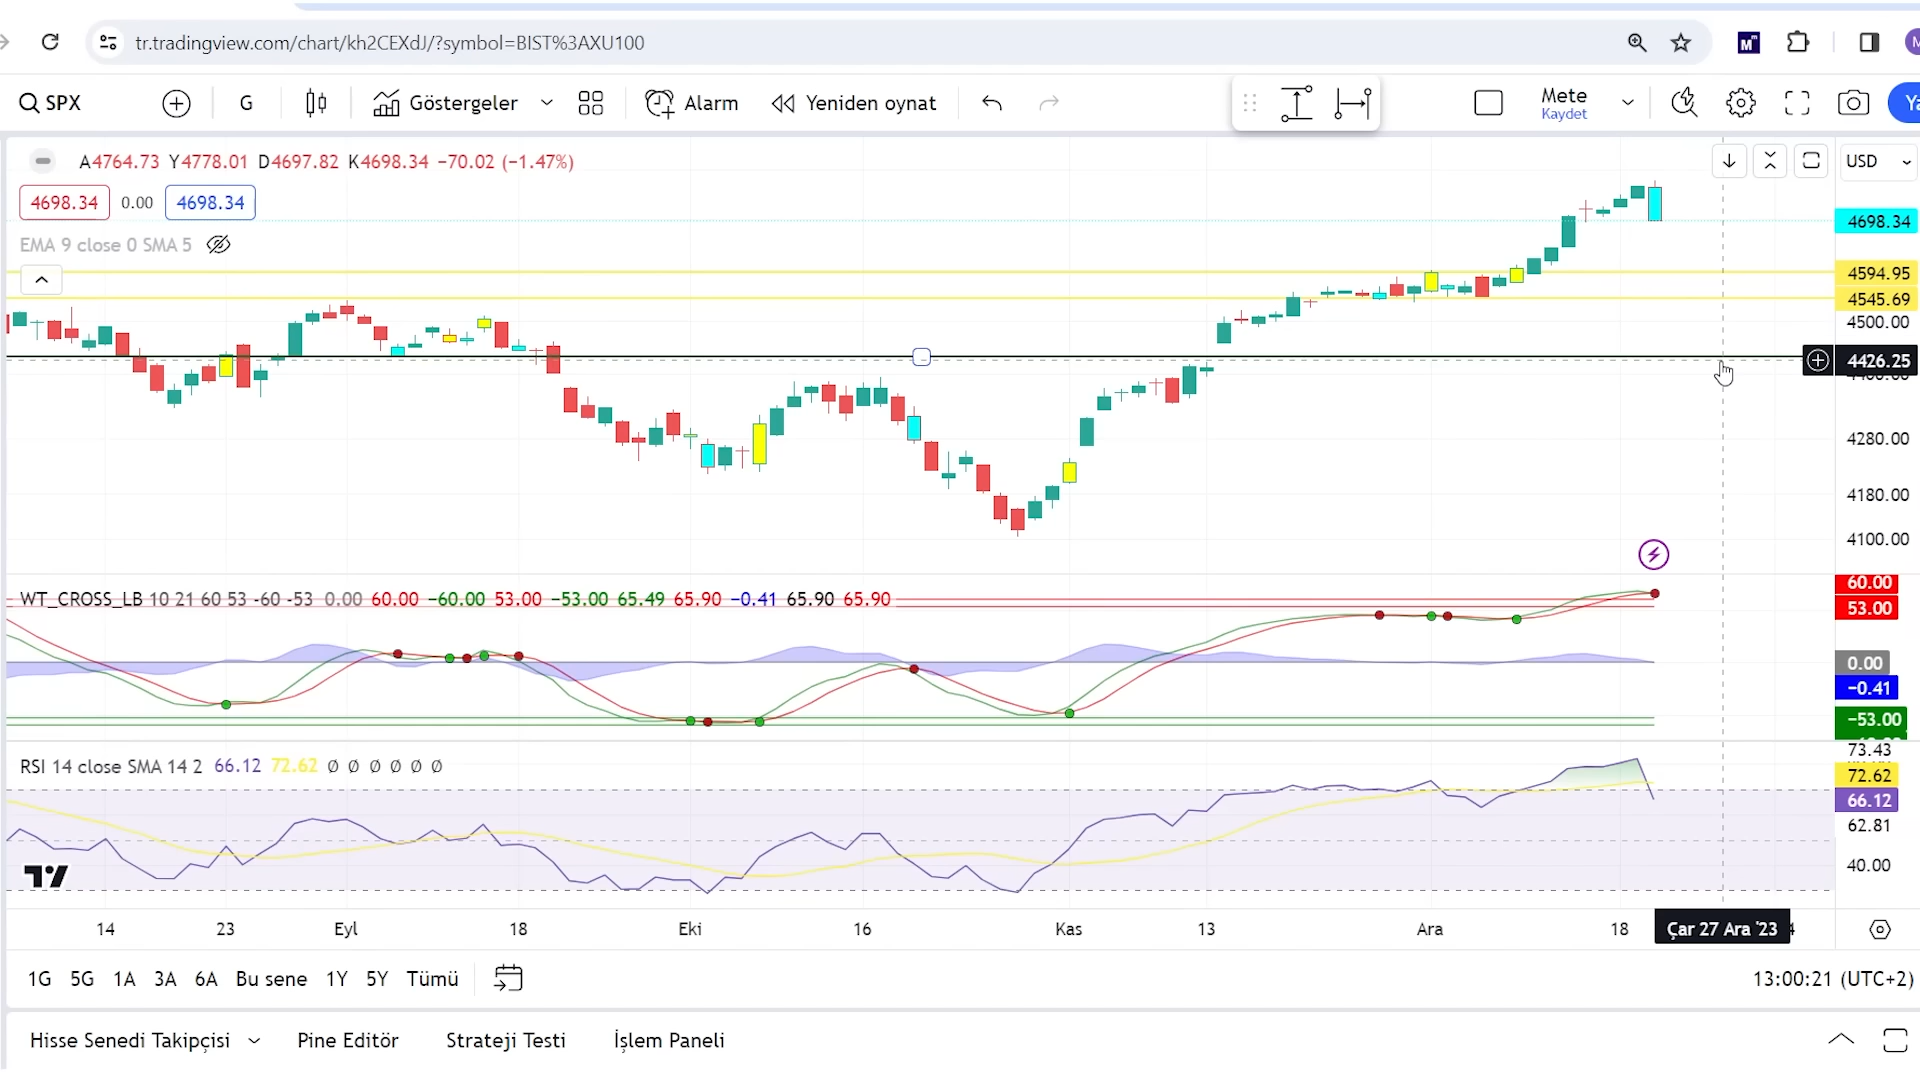 tr.tradingview.com/chart/kh2CEXdJ/?symbol=BIST%3AXU100
SPX G Göstergeler Alarm Yeniden oynat Mete
Kaydet
A4764.73 Y4778.01 D4697.82 K4698.34 −70.02 (−1.47%) USD
4698.34 0.00 4698.34
4698.34
EMA 9 close 0 SMA 5
4594.95
4545.69
4500.00
4426.25
4280.00
4180.00
4100.00
WT_CROSS_LB 10 21 60 53 -60 -53 0.00 60.00 −60.00 53.00 −53.00 65.49 65.90 −0.41 65.90 65.90
60.00
53.00
0.00
−0.41
−53.00
73.43
RSI 14 close SMA 14 2 66.12 72.62 Ø Ø Ø Ø Ø Ø
72.62
66.12
62.81
40.00
14 23 Eyl 18 Eki 16 Kas 13 Ara 18 Çar 27 Ara '23
1G 5G 1A 3A 6A Bu sene 1Y 5Y Tümü 13:00:21 (UTC+2)
Hisse Senedi Takipçisi Pine Editör Strateji Testi İşlem Paneli